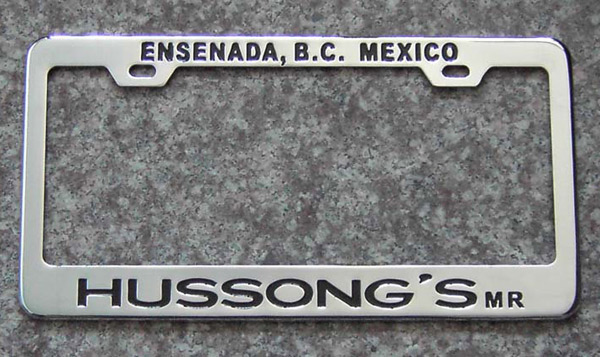 ENSENADA, B.C. MEXICO
HUSSONG'S MR